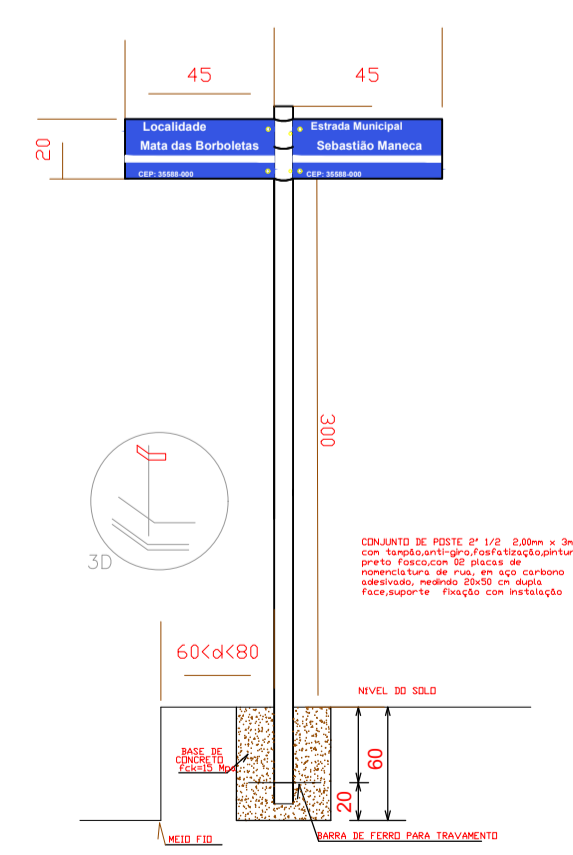 45
45
20
Localidade
Mata das Borboletas
CEP: 35588-000
Estrada Municipal
Sebastião Maneca
CEP: 35588-000
300
3D
CONJUNTO DE POSTE 2" 1/2 2,00mm x 3m
com tampão,anti-giro,fosfatização,pintur
preto fosco,com 02 placas de
nomenclatura de rua, em aço carbono
adesivado, medindo 20x50 cm dupla
face,suporte fixação com instalação
60<d<80
NIVEL DO SOLO
BASE DE
CONCRETO
fck=15 Mpa
60
20
BARRA DE FERRO PARA TRAVAMENTO
MEIO FIO